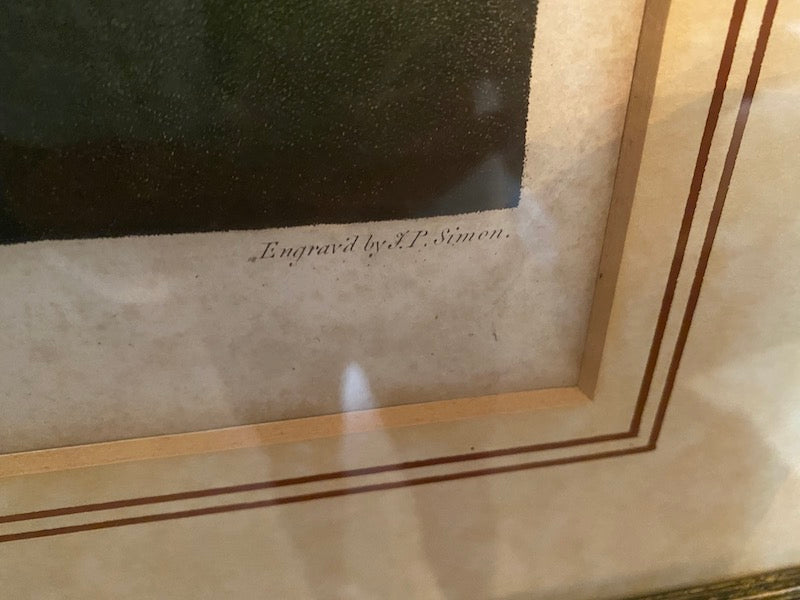 Engrav'd by J. P. Simon.